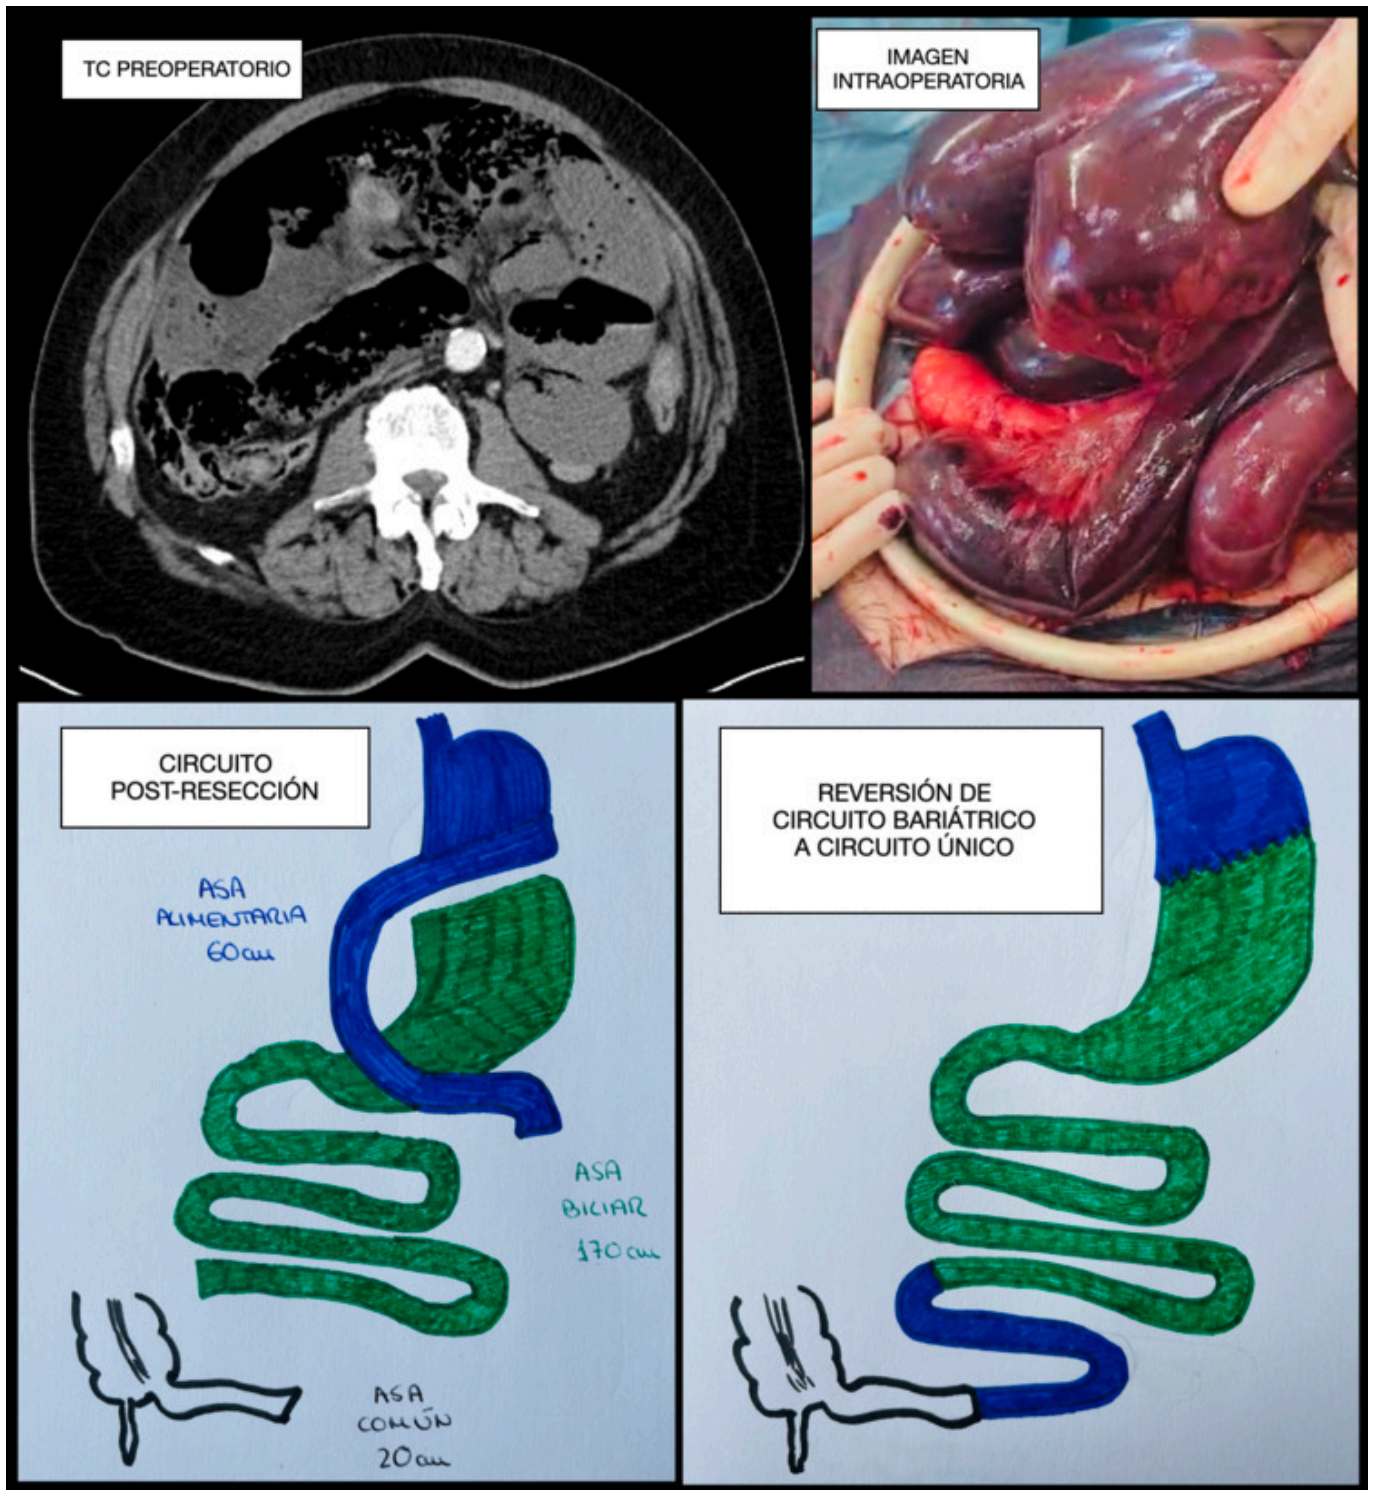 TC PREOPERATORIO
IMAGEN
INTRAOPERATORIA
CIRCUITO
POST-RESECCIÓN
ASA
ALIMENTARIA
60cm
ASA
BILIAR
170cm
ASA
COMÚN
20cm
REVERSIÓN DE
CIRCUITO BARIÁTRICO
A CIRCUITO ÚNICO